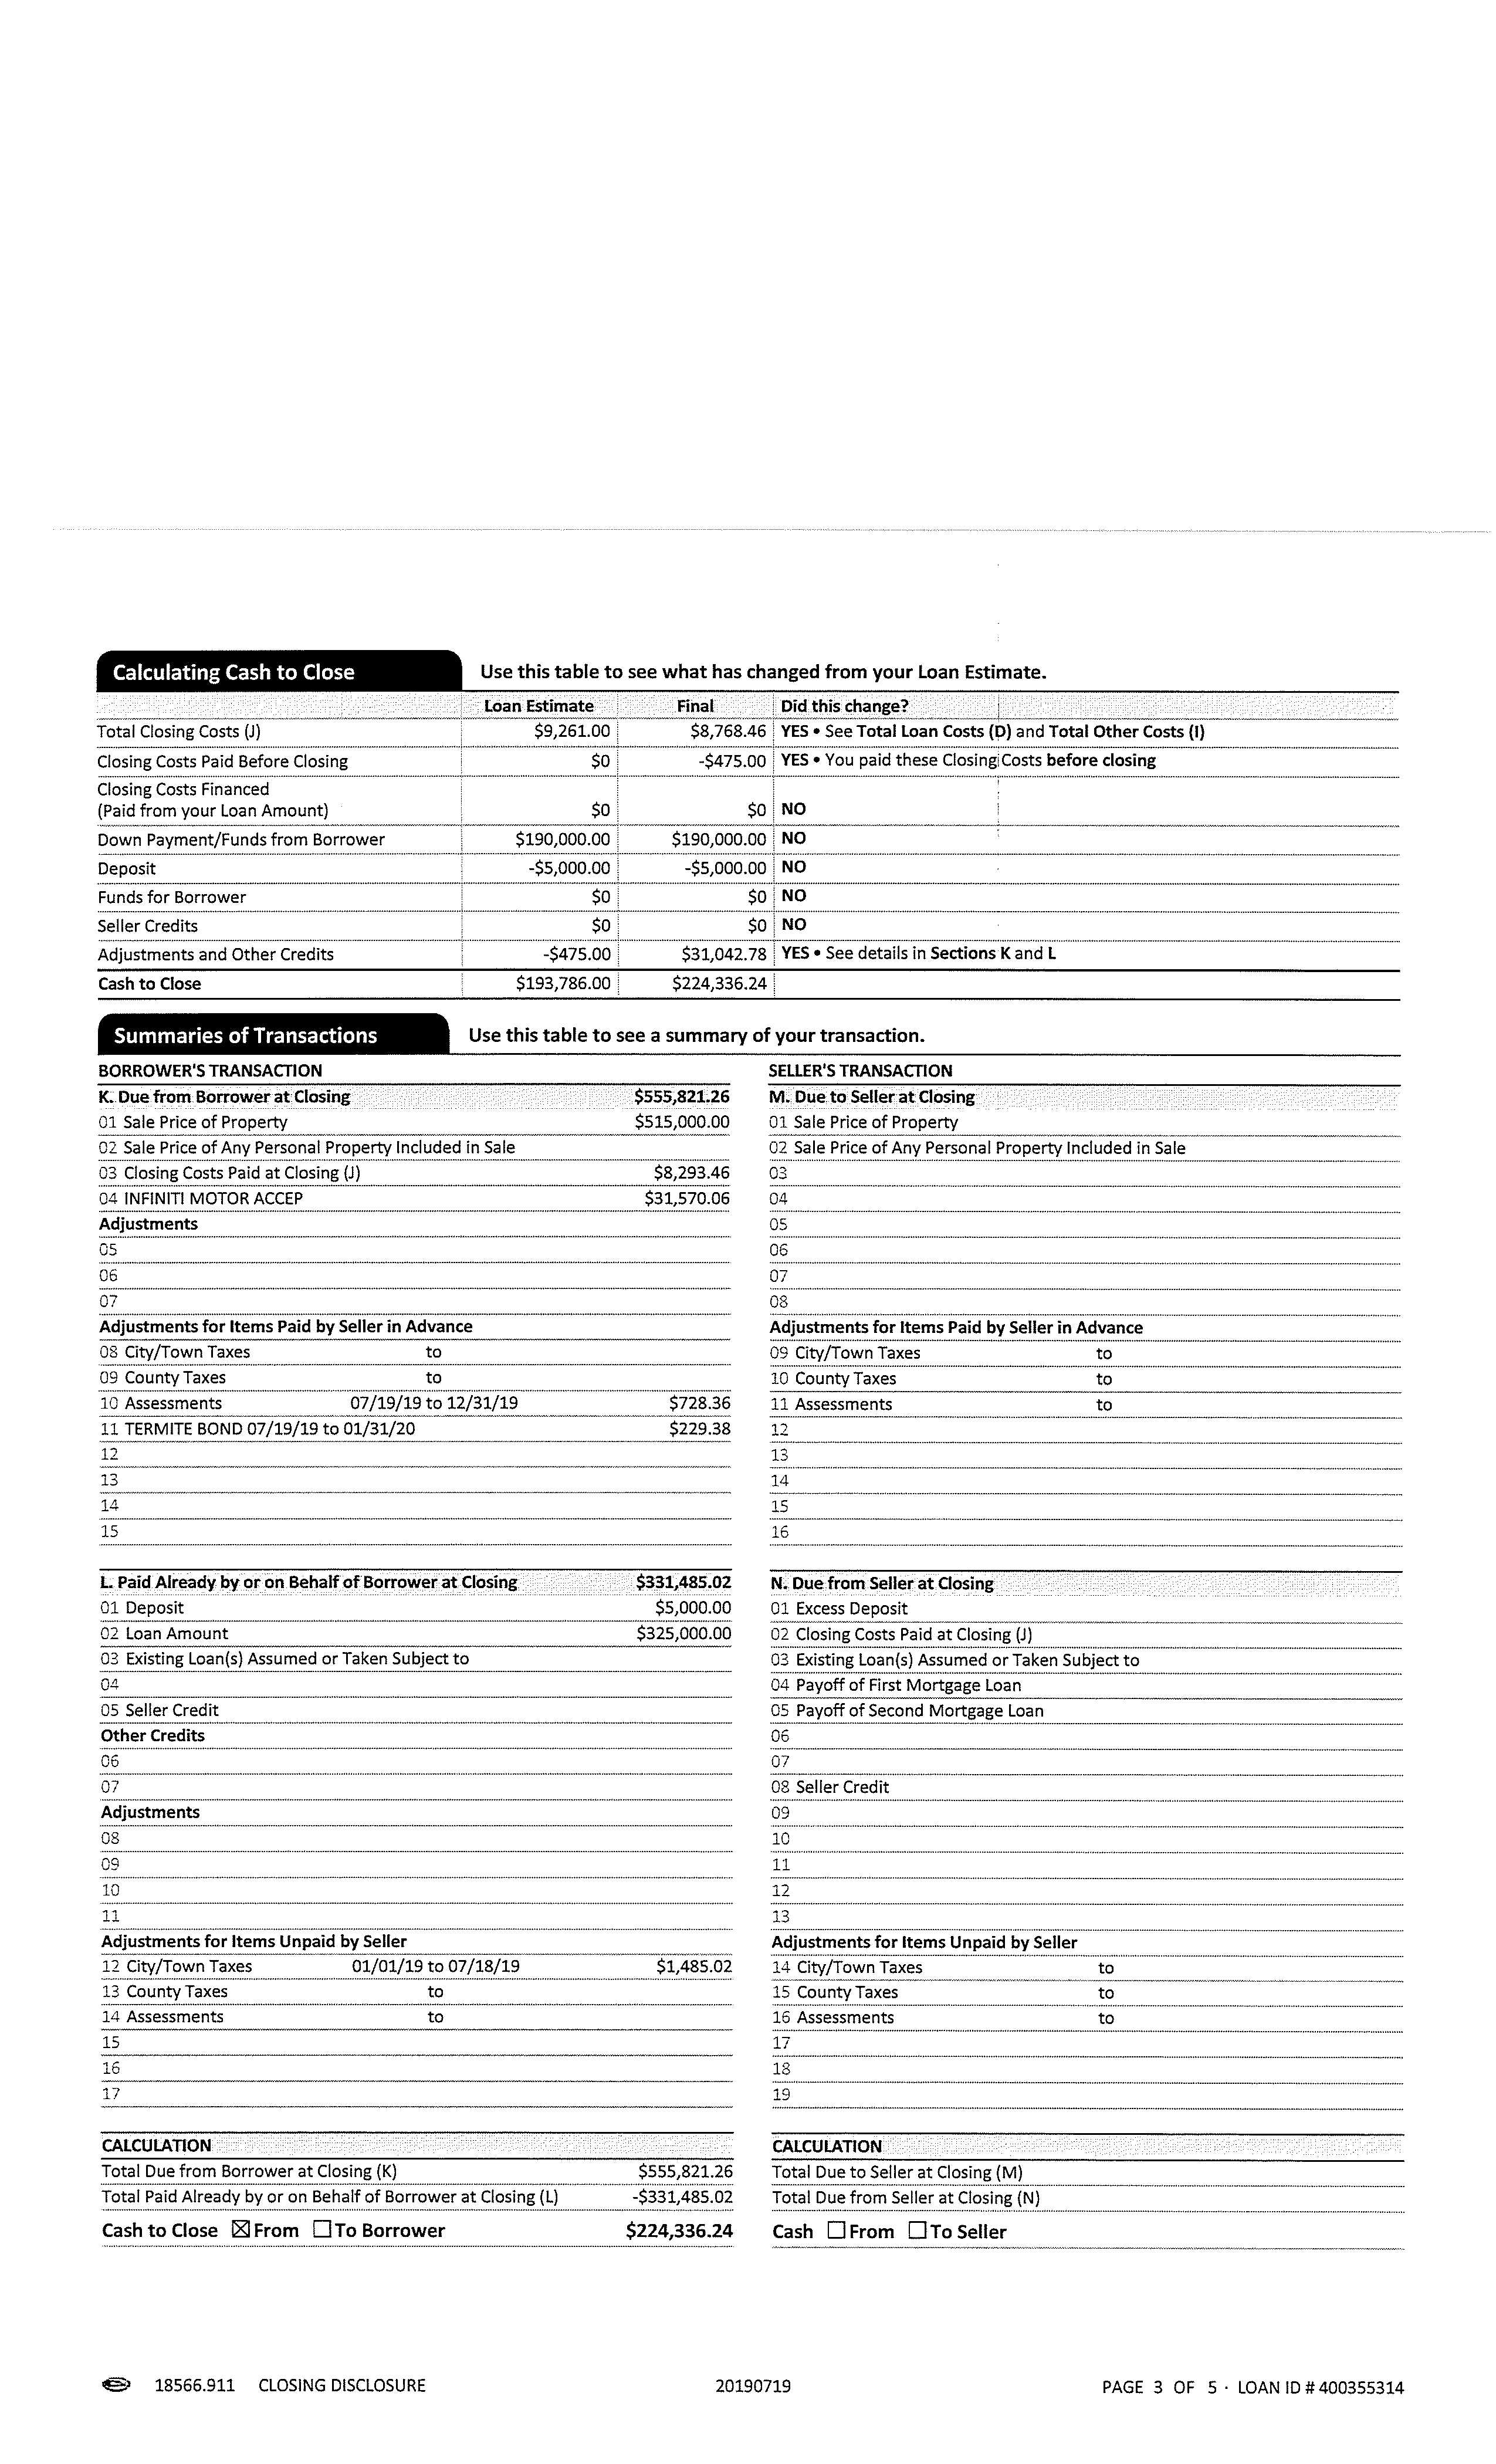 Calculating Cash to Close Use this table to see what has changed from your Loan Estimate.
Loan Estimate Final Did this change?
Total Closing Costs (J) $9,261.00 $8,768.46 YES • See Total Loan Costs (D) and Total Other Costs (I)
Closing Costs Paid Before Closing $0 -$475.00 YES • You paid these Closing Costs before closing
Closing Costs Financed
(Paid from your Loan Amount) $0 $0 NO
Down Payment/Funds from Borrower $190,000.00 $190,000.00 NO
Deposit -$5,000.00 -$5,000.00 NO
Funds for Borrower $0 $0 NO
Seller Credits $0 $0 NO
Adjustments and Other Credits -$475.00 $31,042.78 YES • See details in Sections K and L
Cash to Close $193,786.00 $224,336.24
Summaries of Transactions Use this table to see a summary of your transaction.
BORROWER'S TRANSACTION
K. Due from Borrower at Closing $555,821.26
01 Sale Price of Property $515,000.00
02 Sale Price of Any Personal Property Included in Sale
03 Closing Costs Paid at Closing (J) $8,293.46
04 INFINITI MOTOR ACCEP $31,570.06
Adjustments
05
06
07
Adjustments for Items Paid by Seller in Advance
08 City/Town Taxes to
09 County Taxes to
10 Assessments 07/19/19 to 12/31/19 $728.36
11 TERMITE BOND 07/19/19 to 01/31/20 $229.38
12
13
14
15
L. Paid Already by or on Behalf of Borrower at Closing $331,485.02
01 Deposit $5,000.00
02 Loan Amount $325,000.00
03 Existing Loan(s) Assumed or Taken Subject to
04
05 Seller Credit
Other Credits
06
07
Adjustments
08
09
10
11
Adjustments for Items Unpaid by Seller
12 City/Town Taxes 01/01/19 to 07/18/19 $1,485.02
13 County Taxes to
14 Assessments to
15
16
17
CALCULATION
Total Due from Borrower at Closing (K) $555,821.26
Total Paid Already by or on Behalf of Borrower at Closing (L) -$331,485.02
Cash to Close ☒ From ☐ To Borrower $224,336.24
SELLER'S TRANSACTION
M. Due to Seller at Closing
01 Sale Price of Property
02 Sale Price of Any Personal Property Included in Sale
03
04
05
06
07
08
Adjustments for Items Paid by Seller in Advance
09 City/Town Taxes to
10 County Taxes to
11 Assessments to
12
13
14
15
16
N. Due from Seller at Closing
01 Excess Deposit
02 Closing Costs Paid at Closing (J)
03 Existing Loan(s) Assumed or Taken Subject to
04 Payoff of First Mortgage Loan
05 Payoff of Second Mortgage Loan
06
07
08 Seller Credit
09
10
11
12
13
Adjustments for Items Unpaid by Seller
14 City/Town Taxes to
15 County Taxes to
16 Assessments to
17
18
19
CALCULATION
Total Due to Seller at Closing (M)
Total Due from Seller at Closing (N)
Cash ☐ From ☐ To Seller
18566.911 CLOSING DISCLOSURE 20190719 PAGE 3 OF 5 · LOAN ID # 400355314